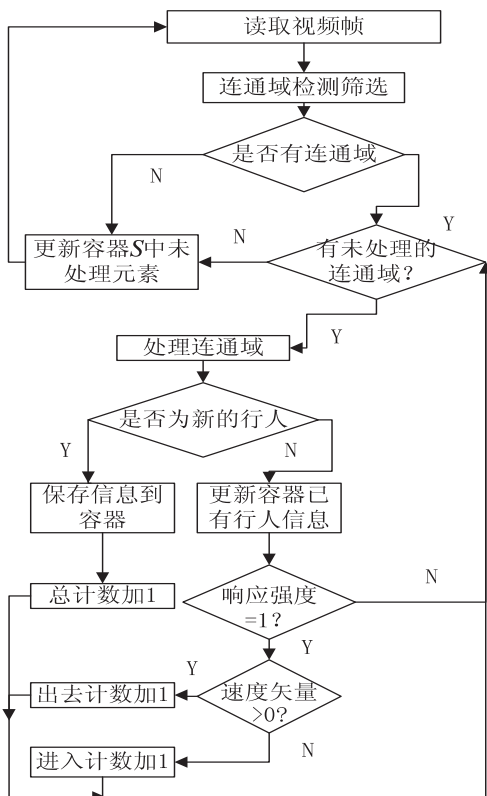 读取视频帧
连通域检测筛选
是否有连通域
N
Y
更新容器S中未
处理元素
N
有未处理的
连通域？
Y
处理连通域
是否为新的行人
Y
N
保存信息到
容器
更新容器已
有行人信息
总计数加1
响应强度
=1？
N
Y
出去计数加1
Y
速度矢量
>0？
进入计数加1
N